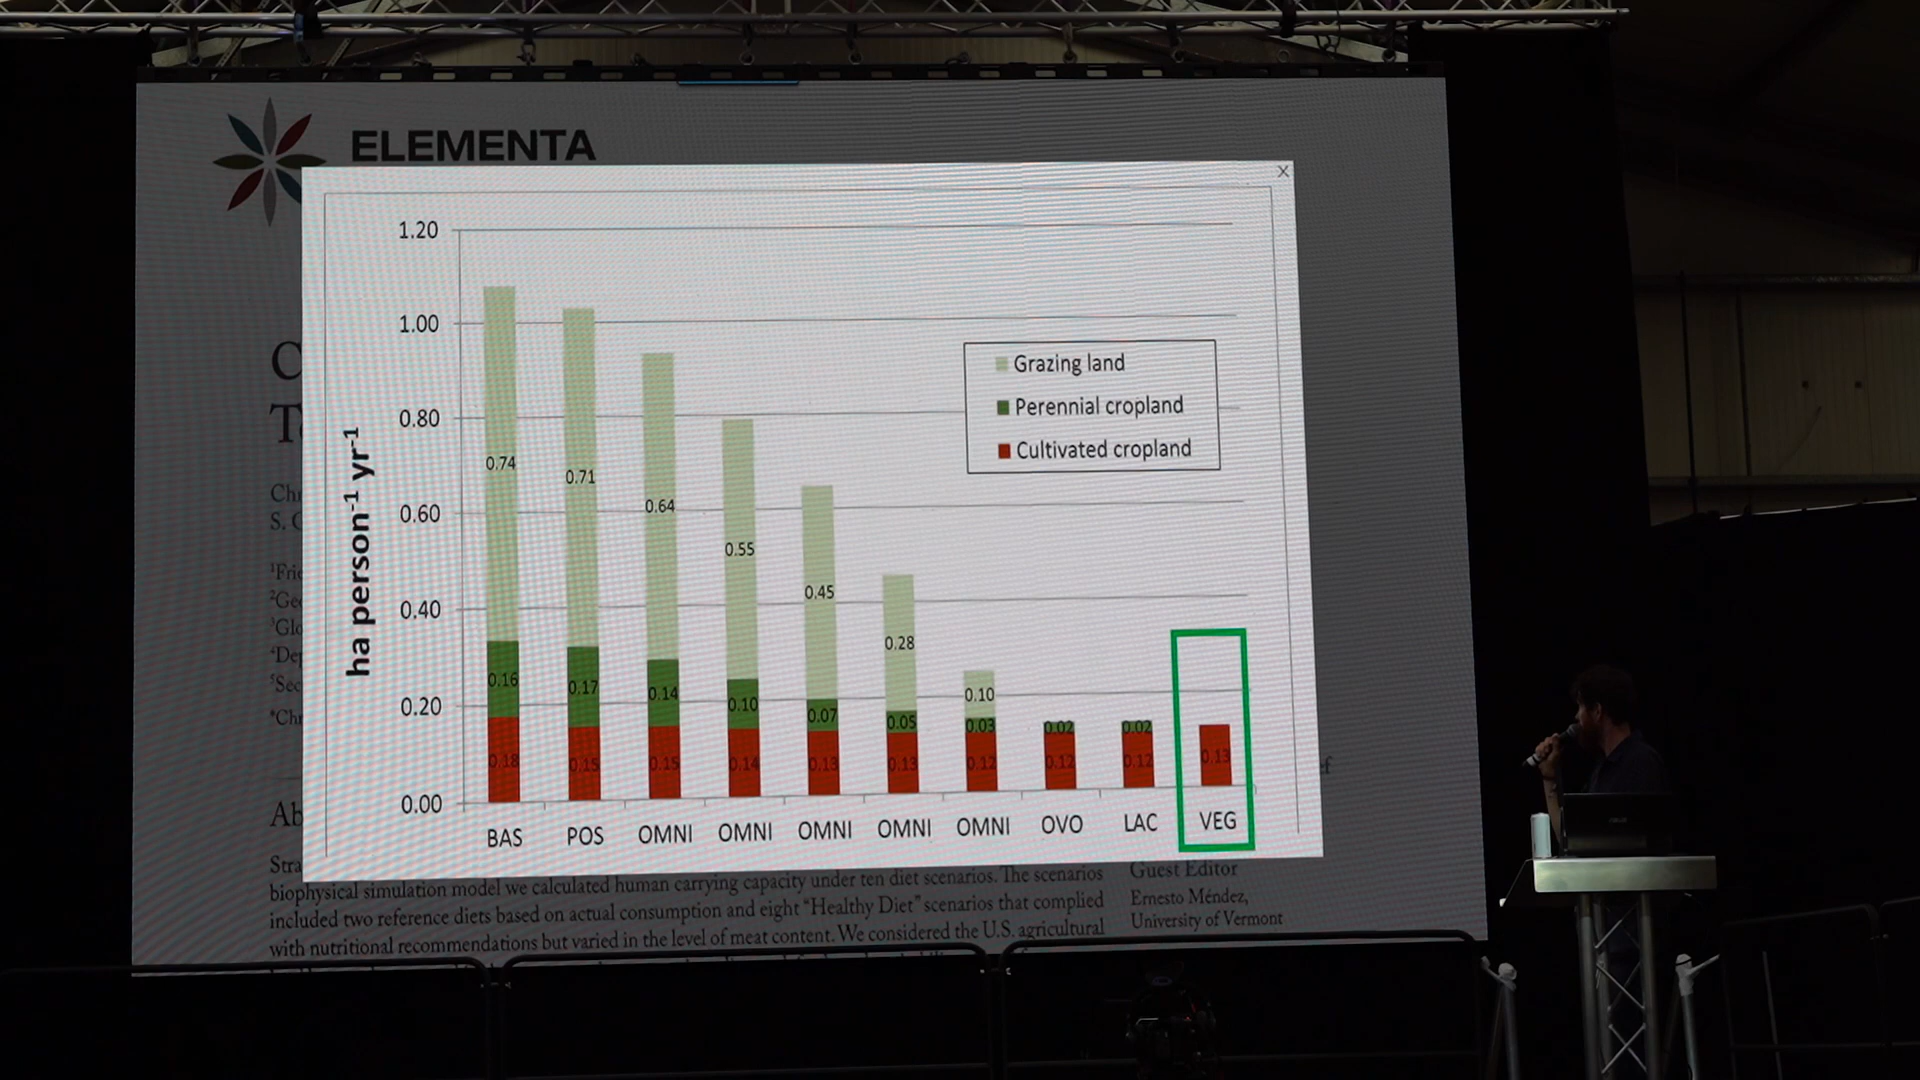 ELEMENTA
X
1.20
1.00
0.80
0.60
0.40
0.20
0.00
ha person-1 yr-1
Grazing land
Perennial cropland
Cultivated cropland
0.74
0.71
0.64
0.55
0.45
0.28
0.10
0.16
0.17
0.14
0.10
0.07
0.05
0.03
0.02
0.02
0.18
0.15
0.15
0.14
0.13
0.13
0.12
0.12
0.12
0.13
BAS
POS
OMNI
OMNI
OMNI
OMNI
OMNI
OVO
LAC
VEG
biophysical simulation model we calculated human carrying capacity under ten diet scenarios. The scenarios
included two reference diets based on actual consumption and eight “Healthy Diet” scenarios that complied
with nutritional recommendations but varied in the level of meat content. We considered the U.S. agricultural
Guest Editor
Ernesto Méndez,
University of Vermont